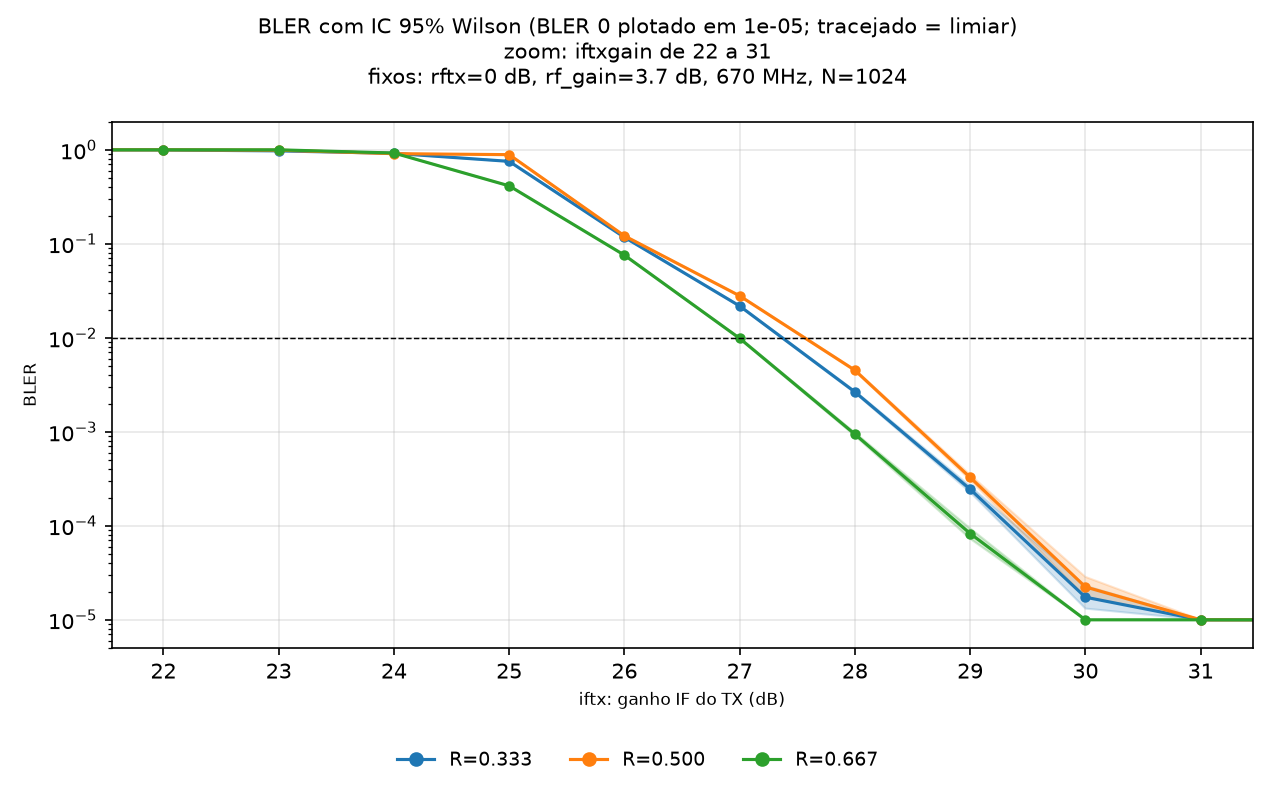 BLER com IC 95% Wilson (BLER 0 plotado em 1e-05; tracejado = limiar)
zoom: iftxgain de 22 a 31
fixos: rftx=0 dB, rf_gain=3.7 dB, 670 MHz, N=1024
10⁰
10⁻¹
10⁻²
10⁻³
10⁻⁴
10⁻⁵
BLER
22 23 24 25 26 27 28 29 30 31
iftx: ganho IF do TX (dB)
R=0.333 R=0.500 R=0.667